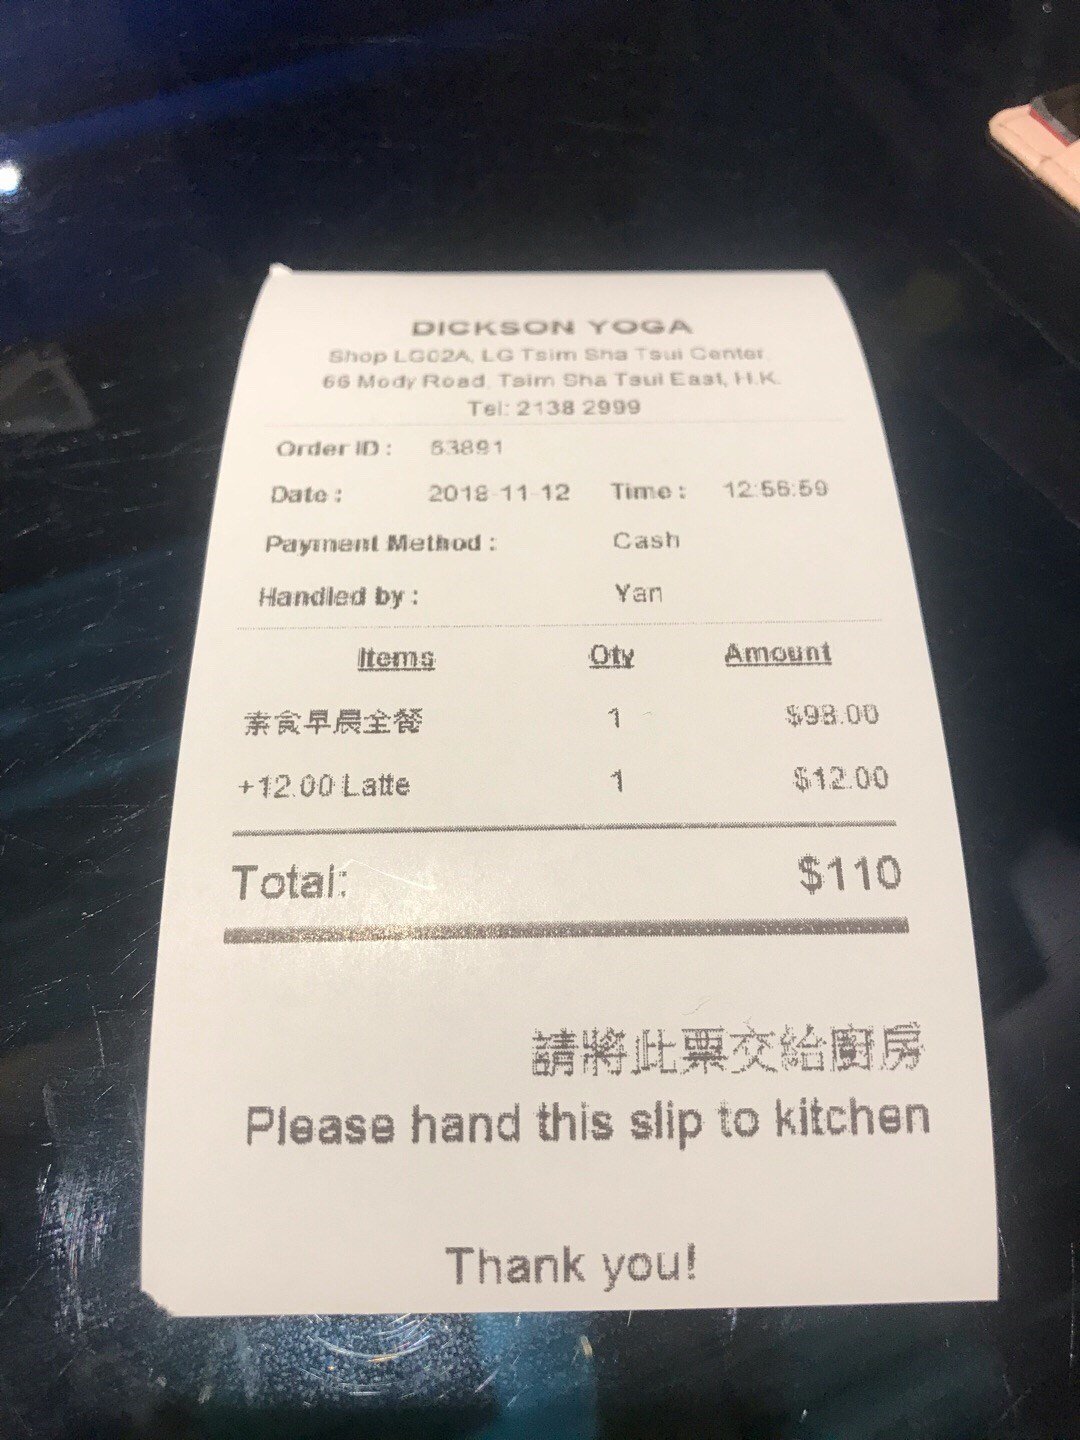 DICKSON YOGA
Shop LG02A, LG Tsim Sha Tsui Center
66 Mody Road, Tsim Sha Tsui East, H.K.
Tel: 2138 2999
Order ID : 53891
Date : 2018-11-12 Time : 12:56:59
Payment Method : Cash
Handled by : Yan
Items Qty Amount
素食早晨全餐 1 $98.00
+12.00 Latte 1 $12.00
Total: $110
請將此票交給廚房
Please hand this slip to kitchen
Thank you!